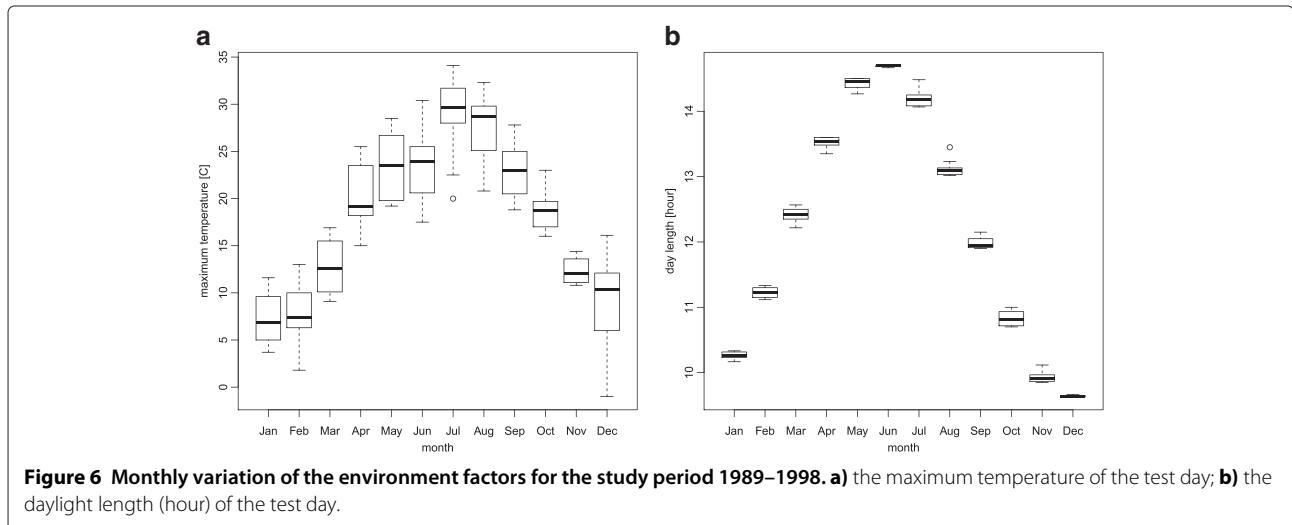 a
b
maximum temperature [C]
35
30
25
20
15
10
5
0
Jan Feb Mar Apr May Jun Jul Aug Sep Oct Nov Dec
month
day length [hour]
14
13
12
11
10
Jan Feb Mar Apr May Jun Jul Aug Sep Oct Nov Dec
month
Figure 6 Monthly variation of the environment factors for the study period 1989–1998. a) the maximum temperature of the test day; b) the
daylight length (hour) of the test day.